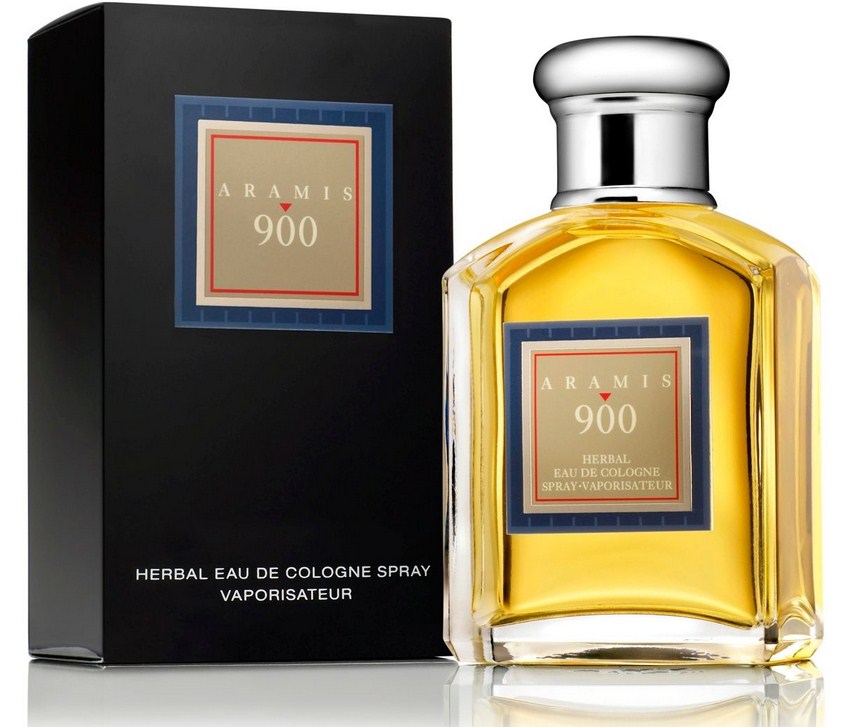 ARAMIS
900
HERBAL EAU DE COLOGNE SPRAY
VAPORISATEUR
ARAMIS
900
HERBAL
EAU DE COLOGNE
SPRAY•VAPORISATEUR